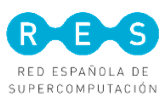 RES
RED ESPAÑOLA DE
SUPERCOMPUTACIÓN